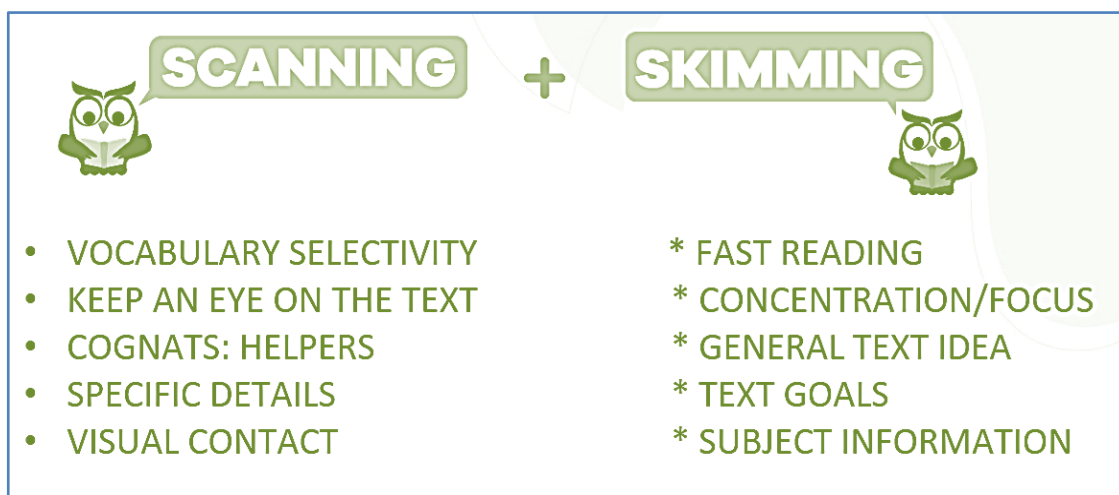 SCANNING + SKIMMING
• VOCABULARY SELECTIVITY
• KEEP AN EYE ON THE TEXT
• COGNATS: HELPERS
• SPECIFIC DETAILS
• VISUAL CONTACT
* FAST READING
* CONCENTRATION/FOCUS
* GENERAL TEXT IDEA
* TEXT GOALS
* SUBJECT INFORMATION